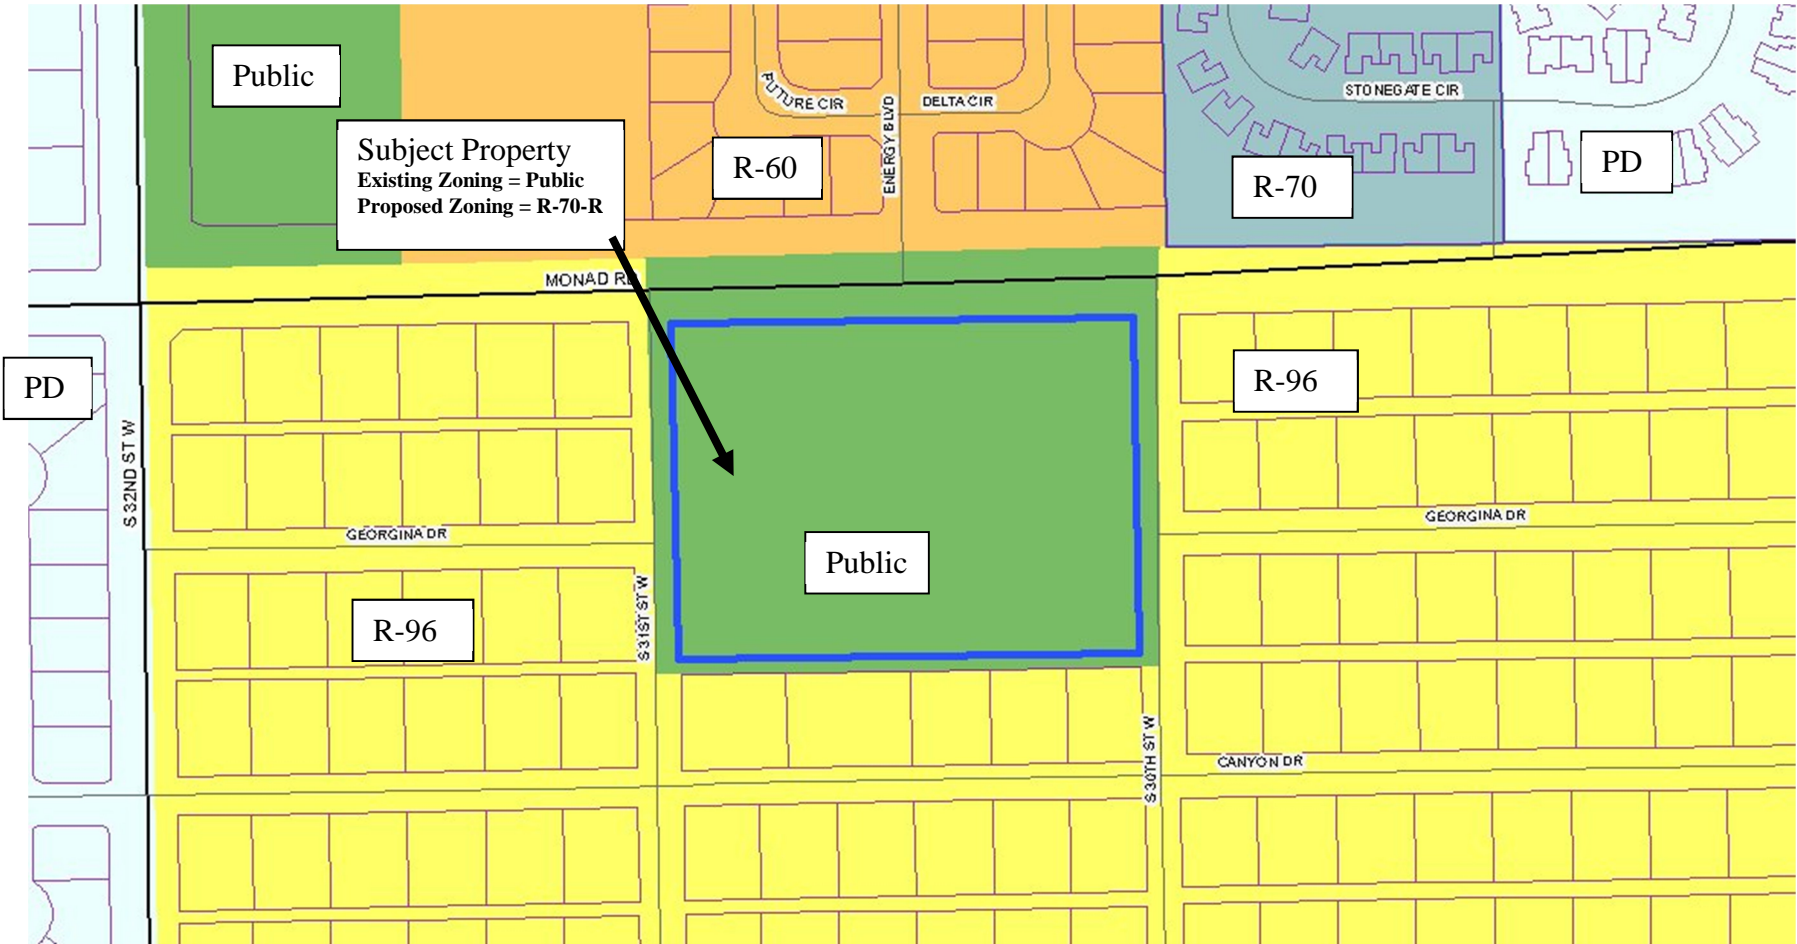 Public
FUTURE CIR
ENERGY BLVD
DELTA CIR
STONEGATE CIR
Subject Property
Existing Zoning = Public
Proposed Zoning = R-70-R
R-60
R-70
PD
MONAD RD
PD
R-96
S 32ND ST W
GEORGINA DR
GEORGINA DR
Public
R-96
S 31ST ST W
S 30TH ST W
CANYON DR